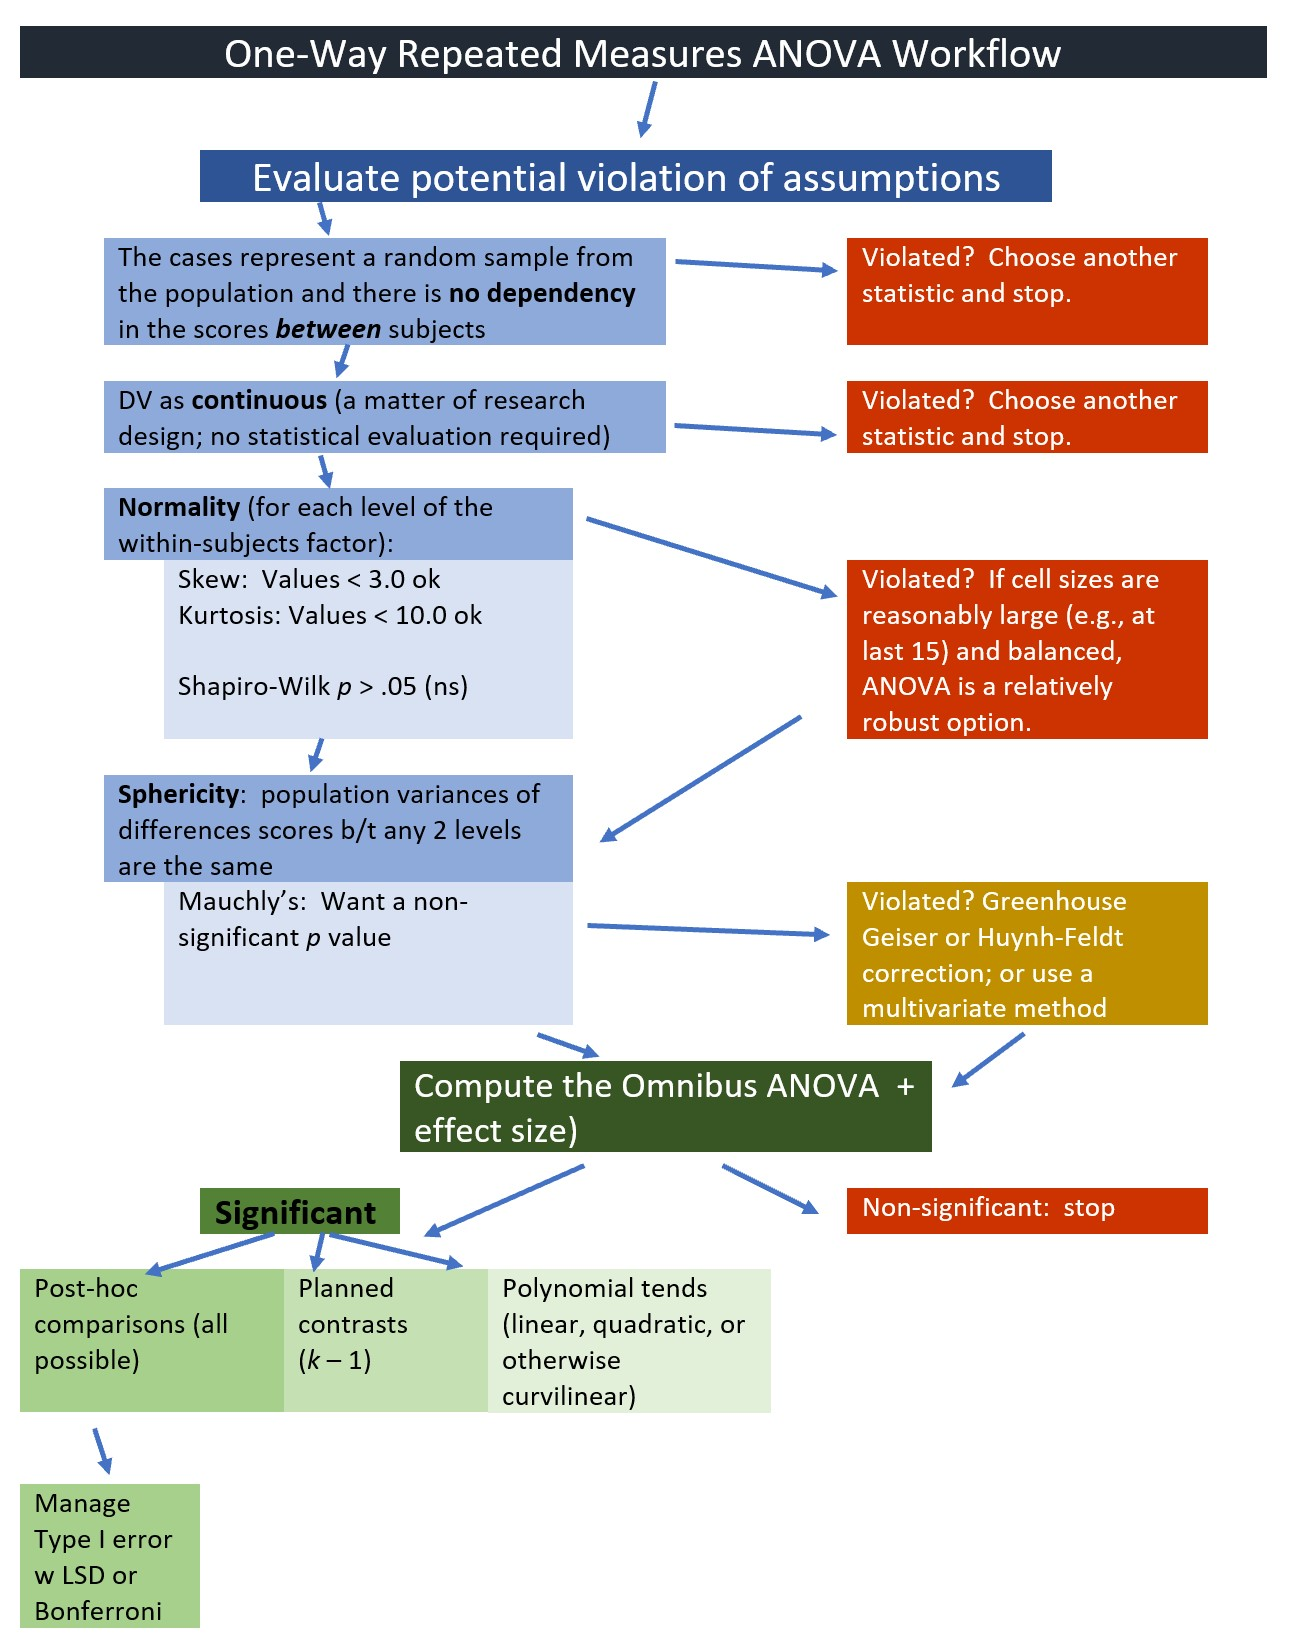 One-Way Repeated Measures ANOVA Workflow
Evaluate potential violation of assumptions
The cases represent a random sample from
the population and there is no dependency
in the scores between subjects
Violated?  Choose another
statistic and stop.
DV as continuous (a matter of research
design; no statistical evaluation required)
Violated?  Choose another
statistic and stop.
Normality (for each level of the
within-subjects factor):
Skew:  Values < 3.0 ok
Kurtosis: Values < 10.0 ok
Shapiro-Wilk p > .05 (ns)
Violated?  If cell sizes are
reasonably large (e.g., at
last 15) and balanced,
ANOVA is a relatively
robust option.
Sphericity:  population variances of
differences scores b/t any 2 levels
are the same
Mauchly’s:  Want a non-
significant p value
Violated? Greenhouse
Geiser or Huynh-Feldt
correction; or use a
multivariate method
Compute the Omnibus ANOVA  +
effect size)
Significant
Non-significant:  stop
Post-hoc
comparisons (all
possible)
Planned
contrasts
(k – 1)
Polynomial tends
(linear, quadratic, or
otherwise
curvilinear)
Manage
Type I error
w LSD or
Bonferroni